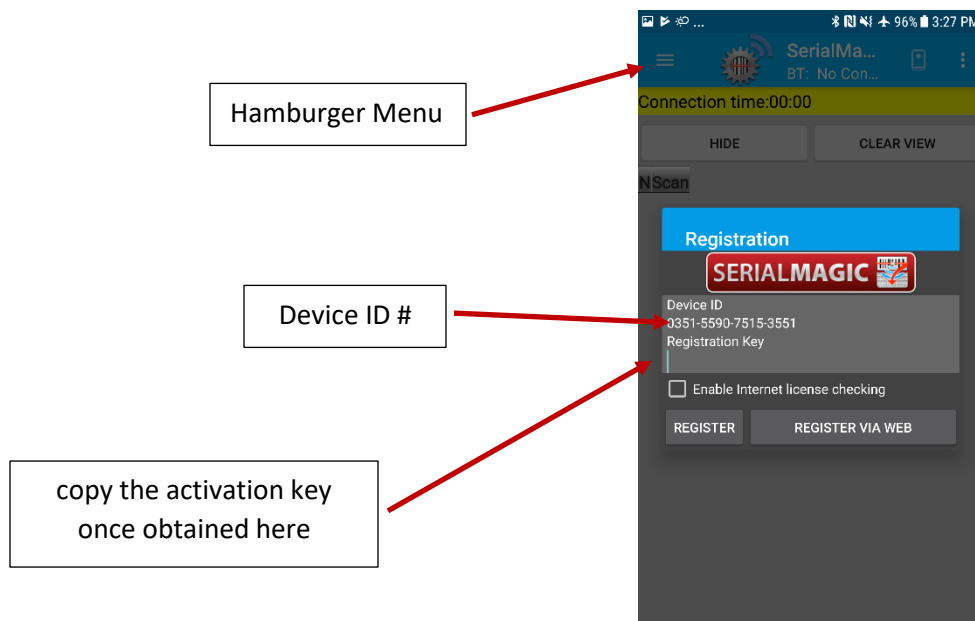 ... 96% 3:27 PM
Hamburger Menu
SerialMa...
BT: No Con...
Connection time:00:00
HIDE CLEAR VIEW
NScan
Registration
SERIALMAGIC
Device ID #
Device ID
0351-5590-7515-3551
Registration Key
Enable Internet license checking
REGISTER REGISTER VIA WEB
copy the activation key
once obtained here